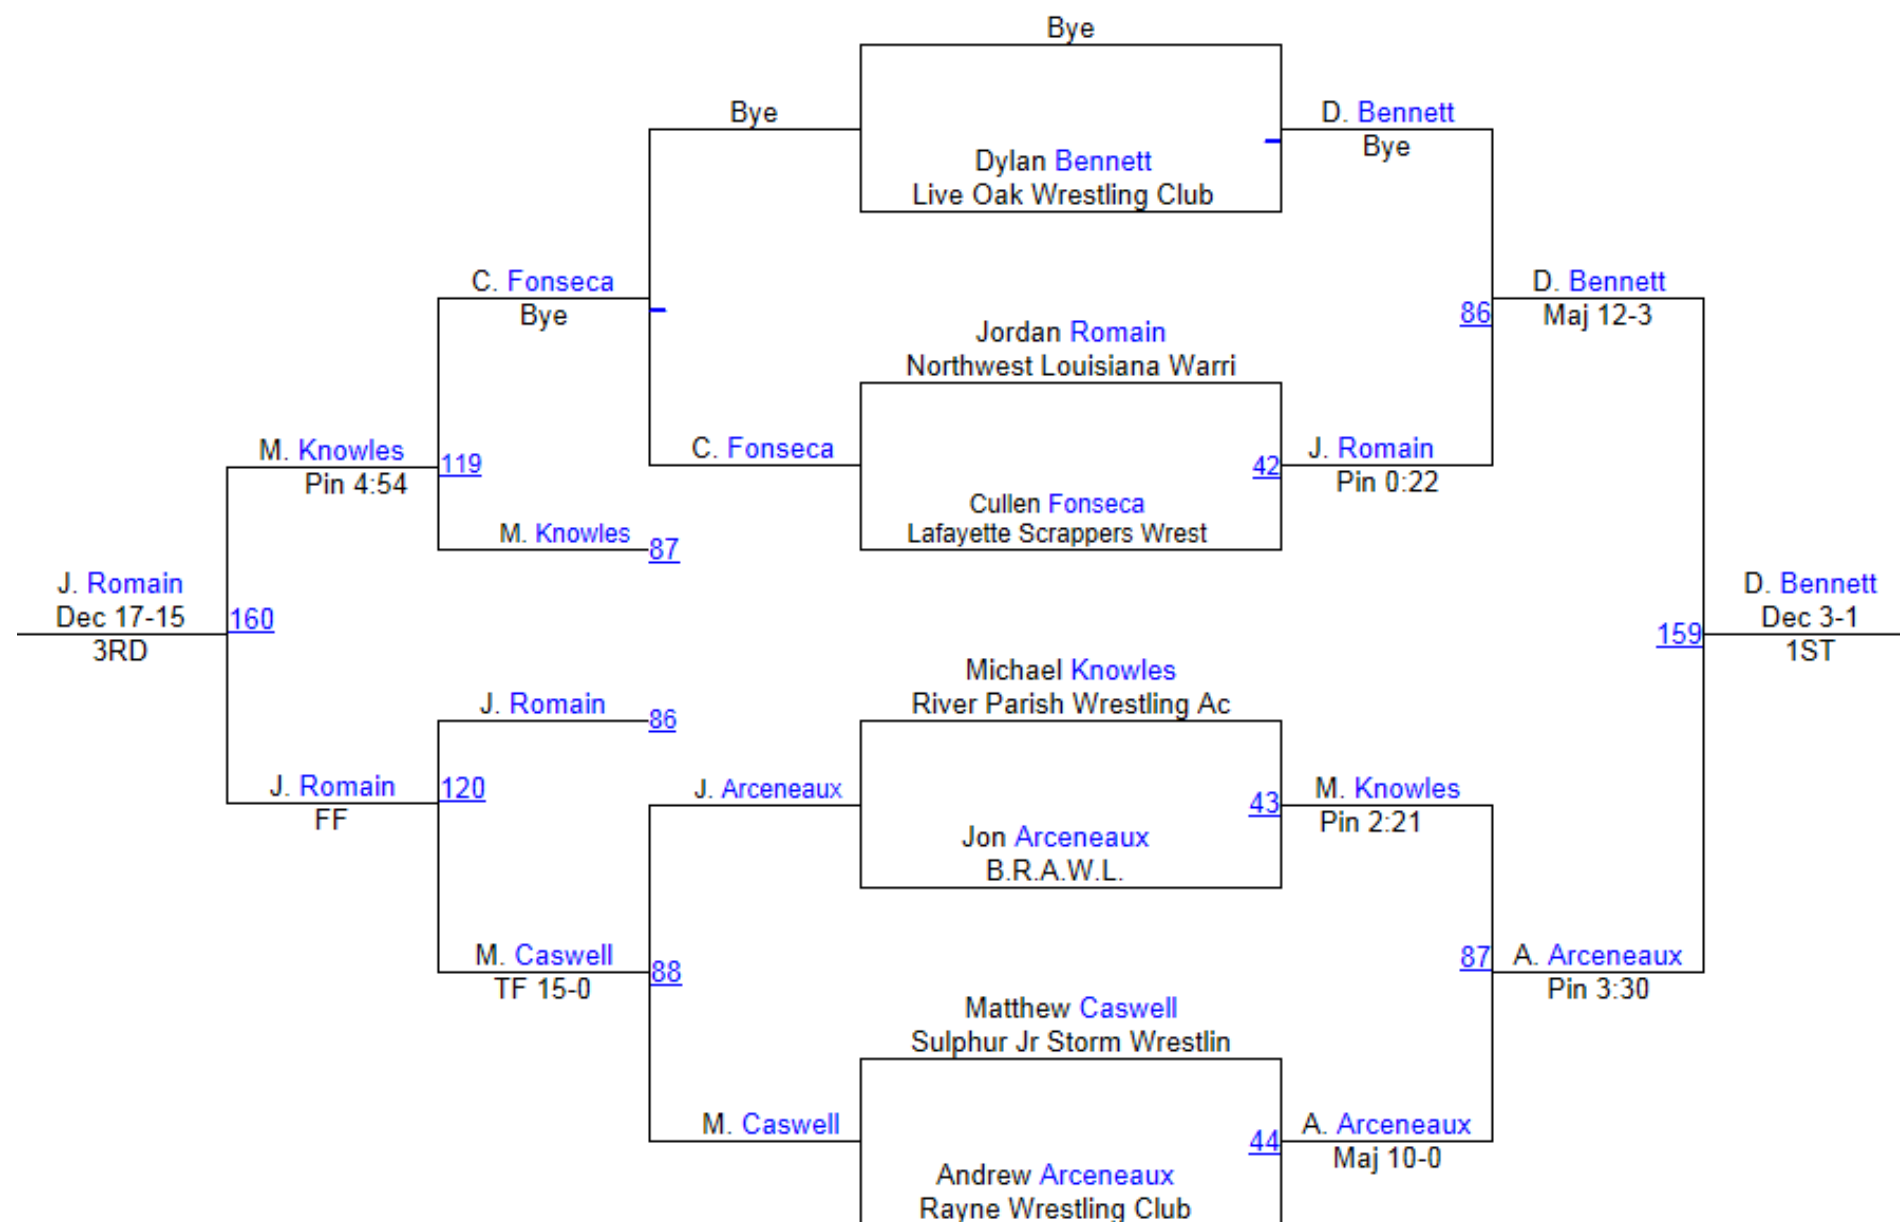 Bye
Bye
D. Bennett
Bye
Dylan Bennett
Live Oak Wrestling Club
C. Fonseca
Bye
D. Bennett
86
Maj 12-3
Jordan Romain
Northwest Louisiana Warri
M. Knowles
119
Pin 4:54
C. Fonseca
42
J. Romain
Pin 0:22
Cullen Fonseca
Lafayette Scrappers Wrest
M. Knowles
87
J. Romain
Dec 17-15
160
3RD
D. Bennett
Dec 3-1
159
1ST
Michael Knowles
River Parish Wrestling Ac
J. Romain
86
J. Romain
120
FF
J. Arceneaux
43
M. Knowles
Pin 2:21
Jon Arceneaux
B.R.A.W.L.
M. Caswell
88
TF 15-0
87
A. Arceneaux
Pin 3:30
Matthew Caswell
Sulphur Jr Storm Wrestlin
M. Caswell
44
A. Arceneaux
Maj 10-0
Andrew Arceneaux
Rayne Wrestling Club